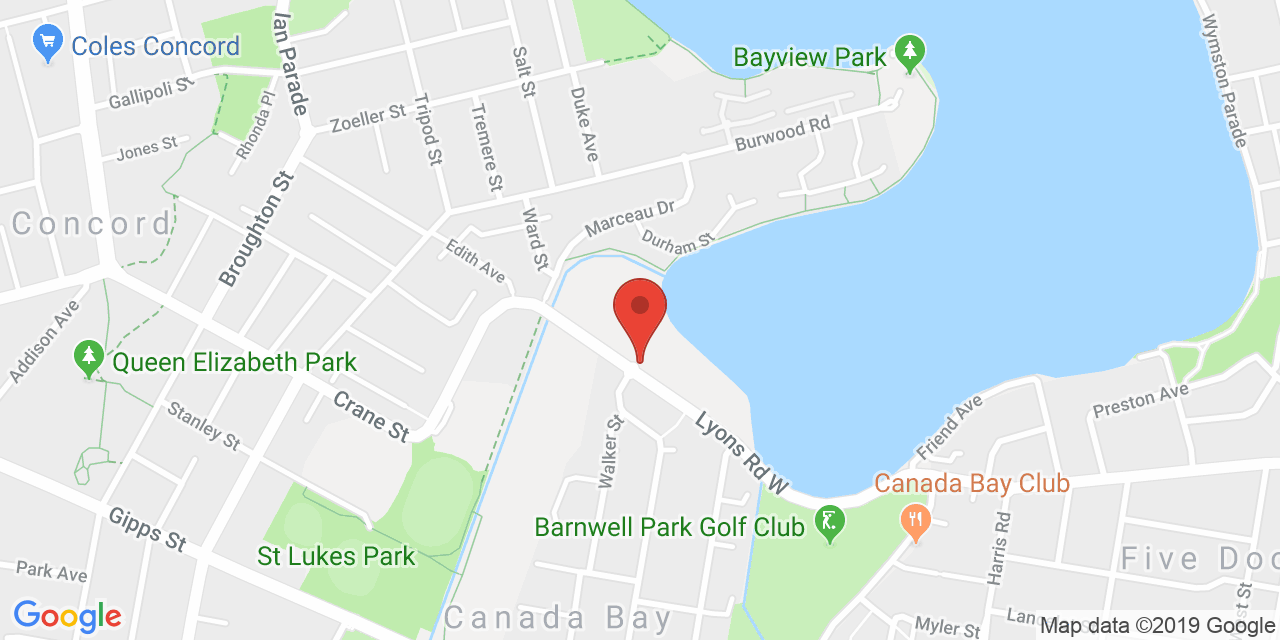 Coles Concord
Ian Parade
Gallipoli St
Rhonda Pl
Jones St
Zoeller St
Tripod St
Tremere St
Salt St
Duke Ave
Bayview Park
Burwood Rd
Wymston Parade
Concord
Broughton St
Edith Ave
Ward St
Marceau Dr
Durham St
Addison Ave
Queen Elizabeth Park
Crane St
Stanley St
Gipps St
St Lukes Park
Walker St
Lyons Rd W
Friend Ave
Preston Ave
Canada Bay Club
Barnwell Park Golf Club
Harris Rd
Five Doc
Park Ave
Canada Bay
Myler St
Lan
st St
Google
Map data ©2019 Google